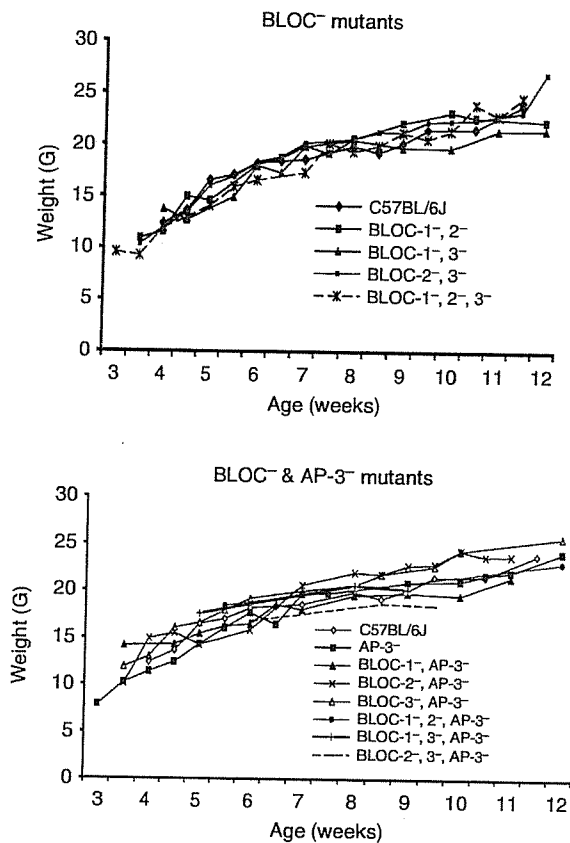 BLOC⁻ mutants
30
25
20
15
10
5
0
Weight (G)
C57BL/6J
BLOC-1⁻, 2⁻
BLOC-1⁻, 3⁻
BLOC-2⁻, 3⁻
BLOC-1⁻, 2⁻, 3⁻
3 4 5 6 7 8 9 10 11 12
Age (weeks)
BLOC⁻ & AP-3⁻ mutants
30
25
20
15
10
5
0
Weight (G)
C57BL/6J
AP-3⁻
BLOC-1⁻, AP-3⁻
BLOC-2⁻, AP-3⁻
BLOC-3⁻, AP-3⁻
BLOC-1⁻, 2⁻, AP-3⁻
BLOC-1⁻, 3⁻, AP-3⁻
BLOC-2⁻, 3⁻, AP-3⁻
3 4 5 6 7 8 9 10 11 12
Age (weeks)